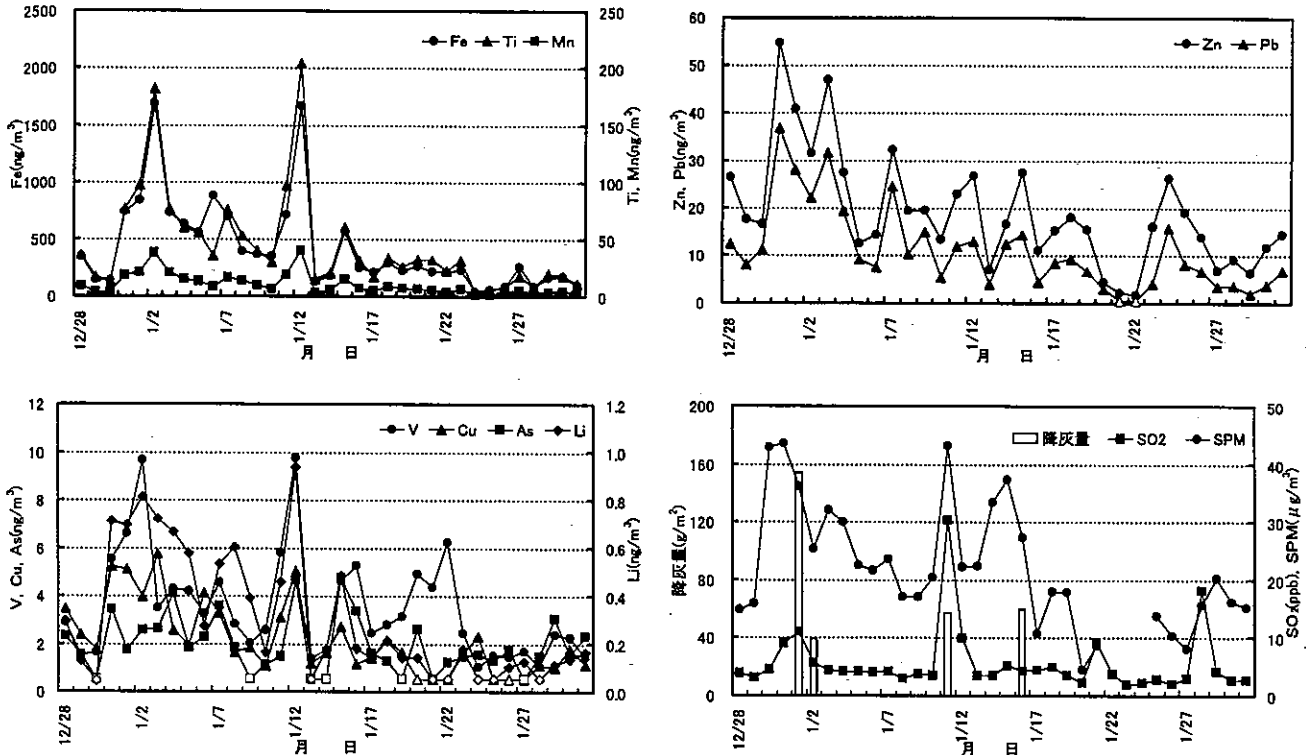 2500
2000
1500
1000
500
0
Fe(ng/m³)
Fe Ti Mn
250
200
150
100
50
0
Ti, Mn(ng/m³)
12/28 1/2 1/7 1/12 1/17 1/22 1/27
月 日
60
50
40
30
20
10
0
Zn, Pb(ng/m³)
Zn Pb
12/28 1/2 1/7 1/12 1/17 1/22 1/27
月 日
12
10
8
6
4
2
0
V, Cu, As(ng/m³)
V Cu As Li
1.2
1.0
0.8
0.6
0.4
0.2
0.0
Li(ng/m³)
12/28 1/2 1/7 1/12 1/17 1/22 1/27
月 日
200
160
120
80
40
0
降灰量(g/m²)
降灰量 SO2 SPM
50
40
30
20
10
0
SO₂(ppb), SPM(μg/m³)
12/28 1/2 1/7 1/12 1/17 1/22 1/27
月 日